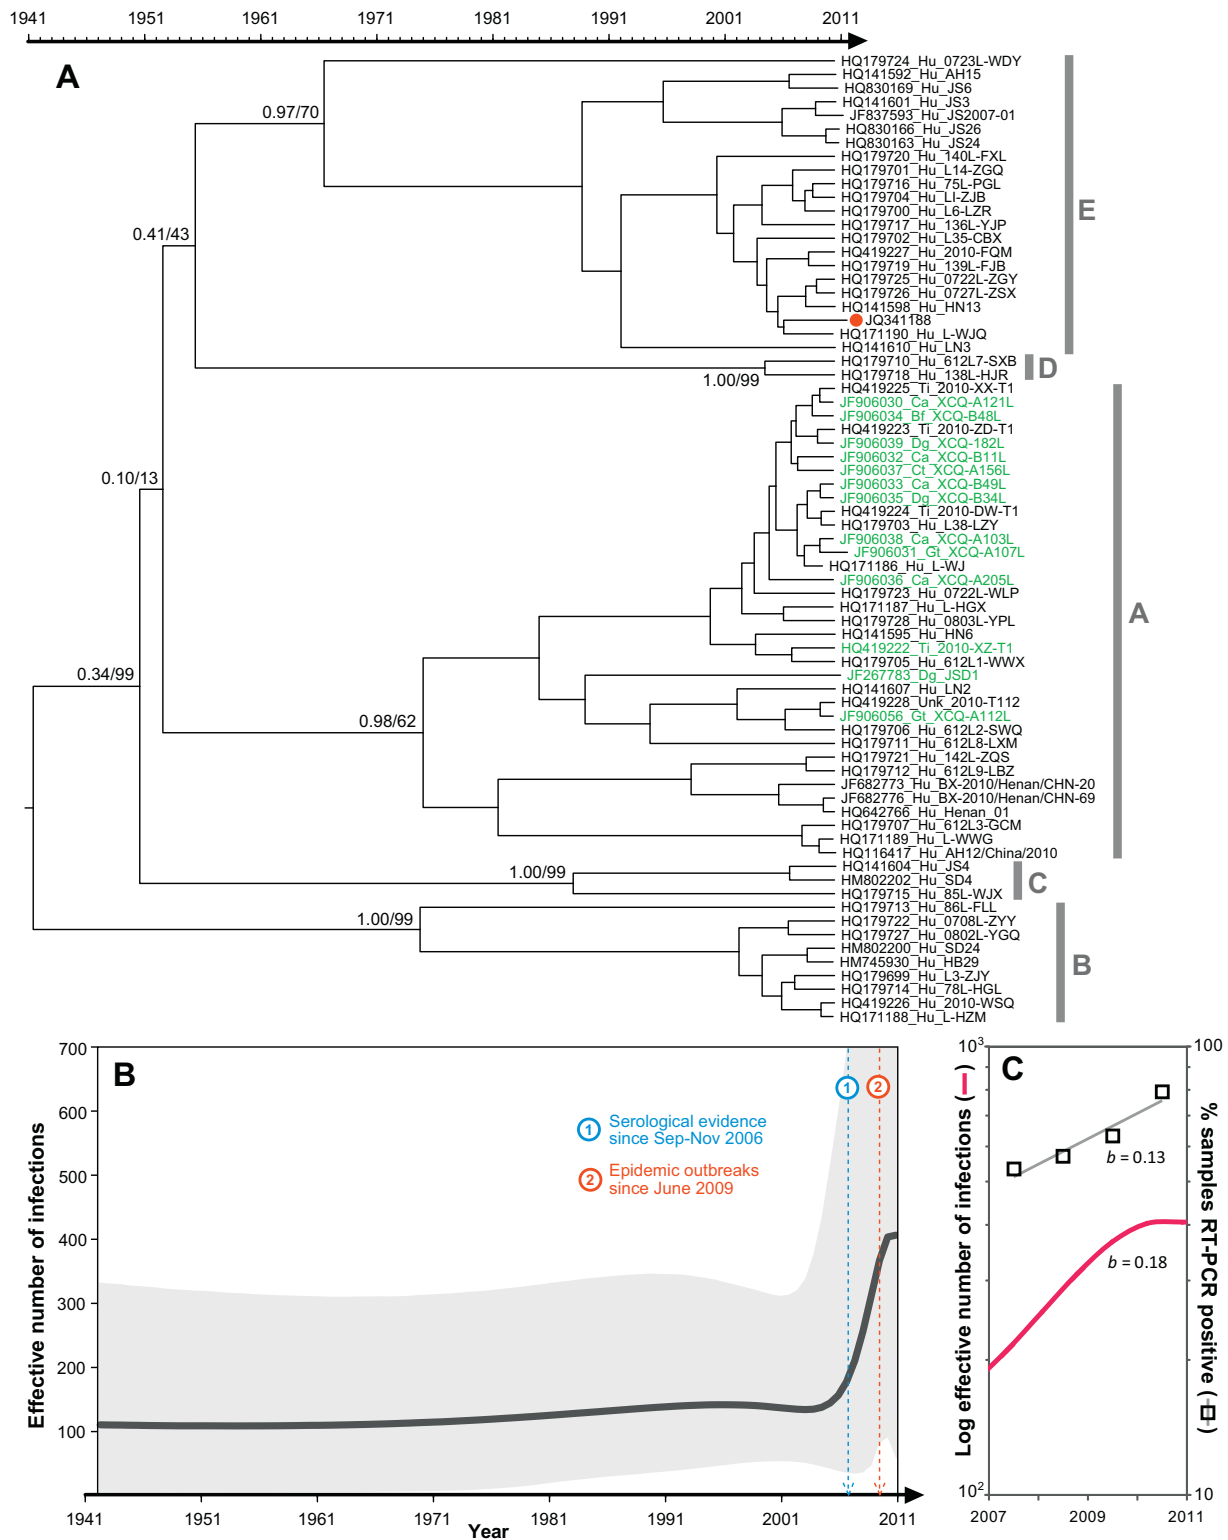 1941 1951 1961 1971 1981 1991 2001 2011
A
HQ179724_Hu_0723L-WDY
HQ141592_Hu_AH15
HQ830169_Hu_JS6
HQ141601_Hu_JS3
JF837593_Hu_JS2007-01
HQ830166_Hu_JS26
HQ830163_Hu_JS24
HQ179720_Hu_140L-FXL
HQ179701_Hu_L14-ZGQ
HQ179716_Hu_75L-PGL
HQ179704_Hu_LI-ZJB
HQ179700_Hu_L6-LZR
HQ179717_Hu_136L-YJP
HQ179702_Hu_L35-CBX
HQ419227_Hu_2010-FQM
HQ179719_Hu_139L-FJB
HQ179725_Hu_0722L-ZGY
HQ179726_Hu_0727L-ZSX
HQ141598_Hu_HN13
JQ341188
HQ171190_Hu_L-WJQ
HQ141610_Hu_LN3
HQ179710_Hu_612L7-SXB
HQ179718_Hu_138L-HJR
HQ419225_Ti_2010-XX-T1
JF906030_Ca_XCQ-A121L
JF906034_Bf_XCQ-B48L
HQ419223_Ti_2010-ZD-T1
JF906039_Dg_XCQ-182L
JF906032_Ca_XCQ-B11L
JF906037_Ct_XCQ-A156L
JF906033_Ca_XCQ-B49L
JF906035_Dg_XCQ-B34L
HQ419224_Ti_2010-DW-T1
HQ179703_Hu_L38-LZY
JF906038_Ca_XCQ-A103L
JF906031_Gt_XCQ-A107L
HQ171186_Hu_L-WJ
JF906036_Ca_XCQ-A205L
HQ179723_Hu_0722L-WLP
HQ171187_Hu_L-HGX
HQ179728_Hu_0803L-YPL
HQ141595_Hu_HN6
HQ419222_Ti_2010-XZ-T1
HQ179705_Hu_612L1-WWX
JF267783_Dg_JSD1
HQ141607_Hu_LN2
HQ419228_Unk_2010-T112
JF906056_Gt_XCQ-A112L
HQ179706_Hu_612L2-SWQ
HQ179711_Hu_612L8-LXM
HQ179721_Hu_142L-ZQS
HQ179712_Hu_612L9-LBZ
JF682773_Hu_BX-2010/Henan/CHN-20
JF682776_Hu_BX-2010/Henan/CHN-69
HQ642766_Hu_Henan_01
HQ179707_Hu_612L3-GCM
HQ171189_Hu_L-WWG
HQ116417_Hu_AH12/China/2010
HQ141604_Hu_JS4
HM802202_Hu_SD4
HQ179715_Hu_85L-WJX
HQ179713_Hu_86L-FLL
HQ179722_Hu_0708L-ZYY
HQ179727_Hu_0802L-YGQ
HM802200_Hu_SD24
HM745930_Hu_HB29
HQ179699_Hu_L3-ZJY
HQ179714_Hu_78L-HGL
HQ419226_Hu_2010-WSQ
HQ171188_Hu_L-HZM
0.97/70
0.41/43
1.00/99
0.10/13
0.34/99
0.98/62
1.00/99
1.00/99
E
D
A
C
B
B
Effective number of infections
700
600
500
400
300
200
100
1
2
1 Serological evidence
since Sep-Nov 2006
2 Epidemic outbreaks
since June 2009
1941 1951 1961 1971 1981 1991 2001 2011
Year
C
Log effective number of infections ( )
10³
10²
b = 0.13
b = 0.18
100
10
% samples RT-PCR positive ( )
2007 2009 2011